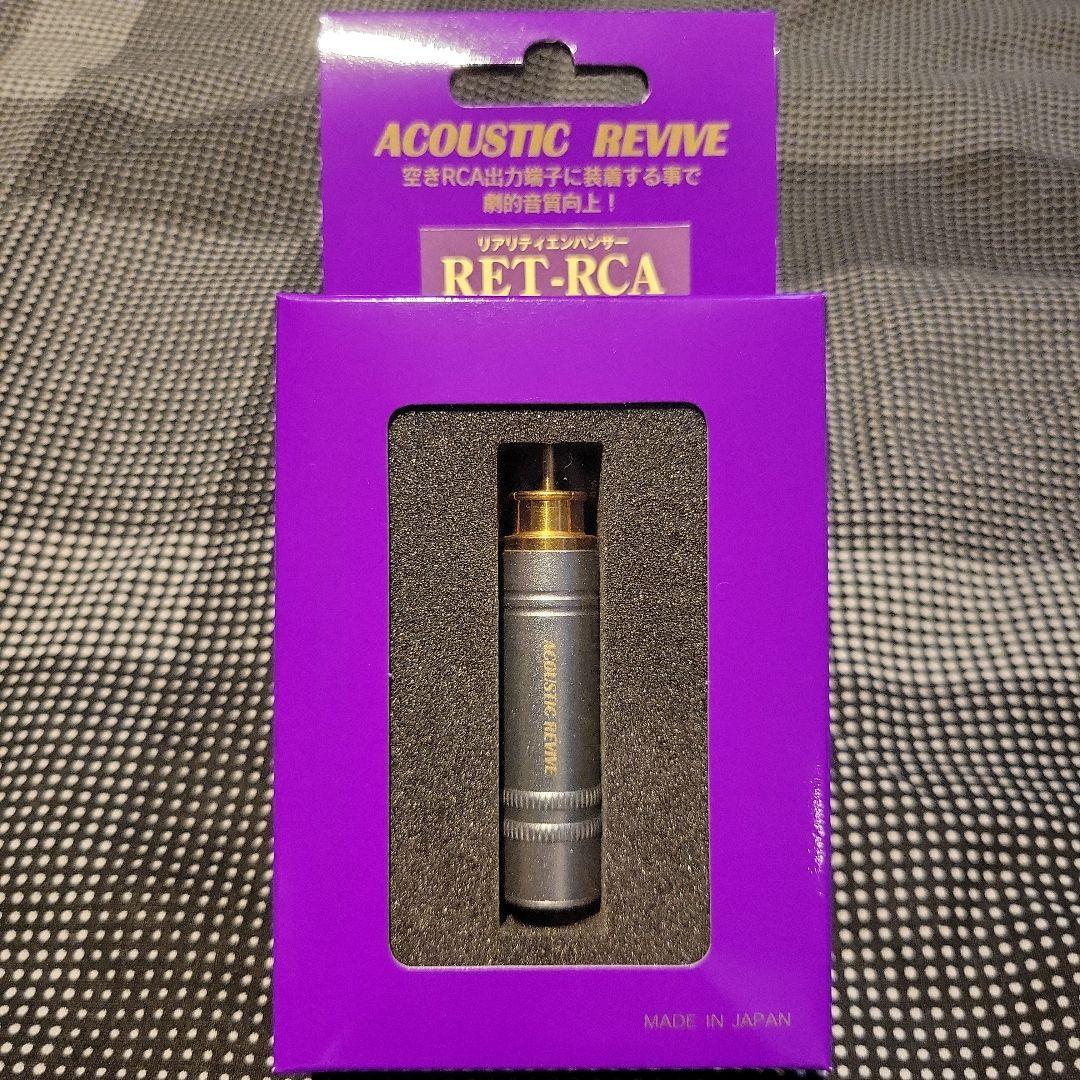 ACOUSTIC REVIVE
空きRCA出力端子に装着する事で
劇的音質向上！
リアリティエンハンサー
RET-RCA
ACOUSTIC REVIVE
MADE IN JAPAN